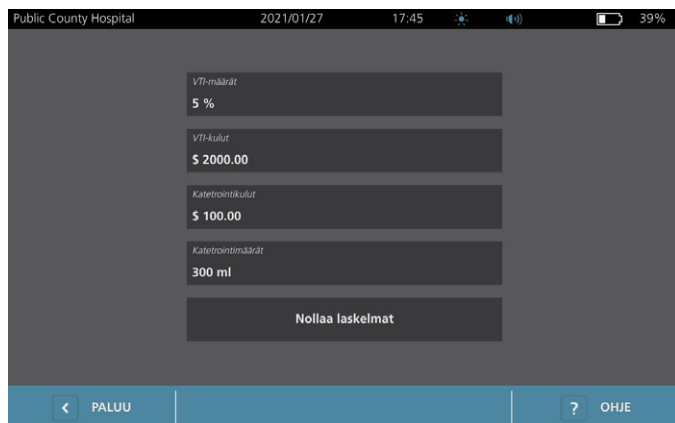 Public County Hospital 2021/01/27 17:45 39%
VTI-määrät
5 %
VTI-kulut
$ 2000.00
Katetrointikulut
$ 100.00
Katetrointimäärät
300 ml
Nollaa laskelmat
< PALUU ? OHJE